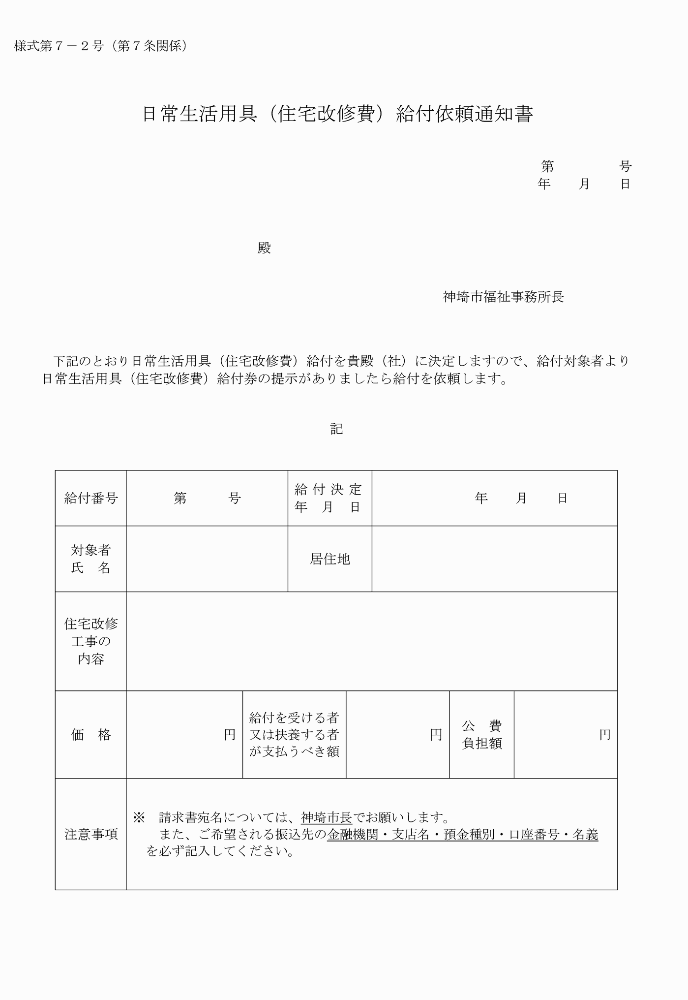 様式第７－２号（第７条関係）
日常生活用具（住宅改修費）給付依頼通知書
第　　　　　号
年　　月　　日
殿
神埼市福祉事務所長
下記のとおり日常生活用具（住宅改修費）給付を貴殿（社）に決定しますので、給付対象者より
日常生活用具（住宅改修費）給付券の提示がありましたら給付を依頼します。
記
給付番号
第　　　号
給付決定
年　月　日
年　　月　　日
対象者
氏　名
居住地
住宅改修
工事の
内容
価　格
円
給付を受ける者
又は扶養する者
が支払うべき額
円
公　費
負担額
円
注意事項
※　請求書宛名については、神埼市長でお願いします。
また、ご希望される振込先の金融機関・支店名・預金種別・口座番号・名義
を必ず記入してください。